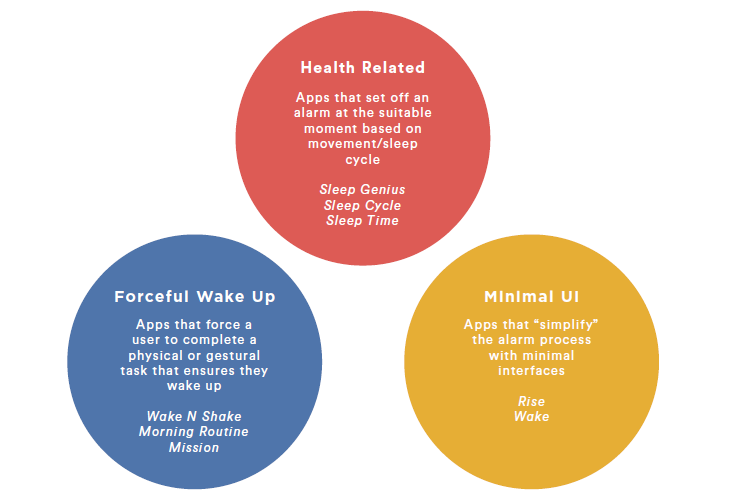 Health Related
Apps that set off an
alarm at the suitable
moment based on
movement/sleep
cycle
Sleep Genius
Sleep Cycle
Sleep Time
Forceful Wake Up
Apps that force a
user to complete a
physical or gestural
task that ensures they
wake up
Wake N Shake
Morning Routine
Mission
Minimal UI
Apps that “simplify”
the alarm process
with minimal
interfaces
Rise
Wake